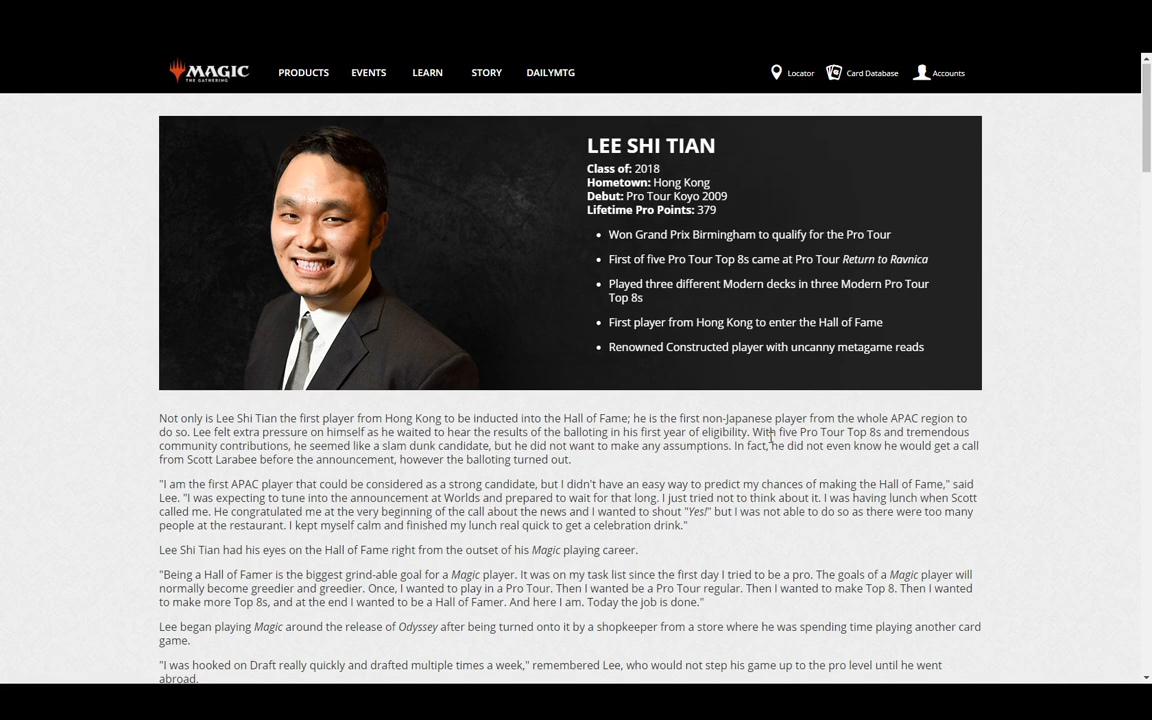 MAGIC
THE GATHERING
PRODUCTS EVENTS LEARN STORY DAILYMTG Locator Card Database Accounts
LEE SHI TIAN
Class of: 2018
Hometown: Hong Kong
Debut: Pro Tour Koyo 2009
Lifetime Pro Points: 379
• Won Grand Prix Birmingham to qualify for the Pro Tour
• First of five Pro Tour Top 8s came at Pro Tour Return to Ravnica
• Played three different Modern decks in three Modern Pro Tour
Top 8s
• First player from Hong Kong to enter the Hall of Fame
• Renowned Constructed player with uncanny metagame reads
Not only is Lee Shi Tian the first player from Hong Kong to be inducted into the Hall of Fame; he is the first non-Japanese player from the whole APAC region to
do so. Lee felt extra pressure on himself as he waited to hear the results of the balloting in his first year of eligibility. With five Pro Tour Top 8s and tremendous
community contributions, he seemed like a slam dunk candidate, but he did not want to make any assumptions. In fact, he did not even know he would get a call
from Scott Larabee before the announcement, however the balloting turned out.
"I am the first APAC player that could be considered as a strong candidate, but I didn't have an easy way to predict my chances of making the Hall of Fame," said
Lee. "I was expecting to tune into the announcement at Worlds and prepared to wait for that long. I just tried not to think about it. I was having lunch when Scott
called me. He congratulated me at the very beginning of the call about the news and I wanted to shout "Yes!" but I was not able to do so as there were too many
people at the restaurant. I kept myself calm and finished my lunch real quick to get a celebration drink."
Lee Shi Tian had his eyes on the Hall of Fame right from the outset of his Magic playing career.
"Being a Hall of Famer is the biggest grind-able goal for a Magic player. It was on my task list since the first day I tried to be a pro. The goals of a Magic player will
normally become greedier and greedier. Once, I wanted to play in a Pro Tour. Then I wanted be a Pro Tour regular. Then I wanted to make Top 8. Then I wanted
to make more Top 8s, and at the end I wanted to be a Hall of Famer. And here I am. Today the job is done."
Lee began playing Magic around the release of Odyssey after being turned onto it by a shopkeeper from a store where he was spending time playing another card
game.
"I was hooked on Draft really quickly and drafted multiple times a week," remembered Lee, who would not step his game up to the pro level until he went
abroad.